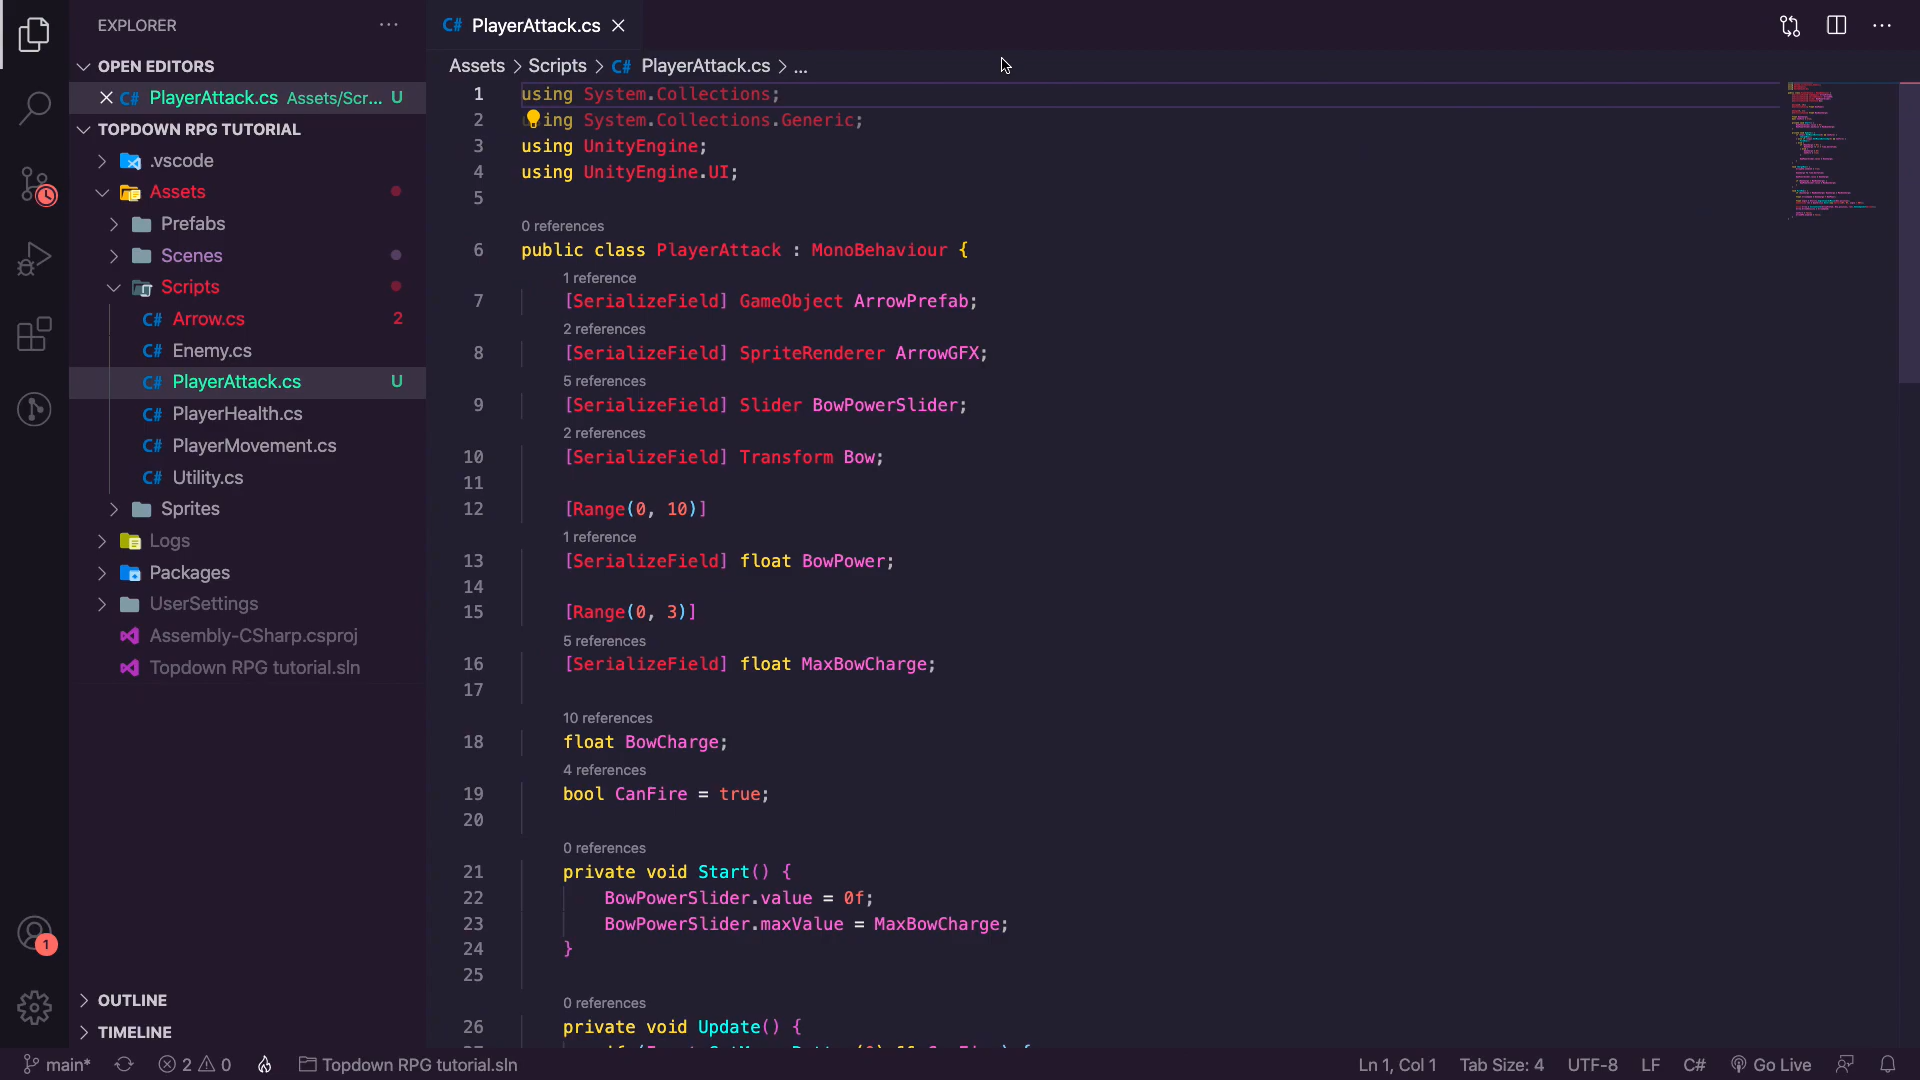 EXPLORER
OPEN EDITORS
PlayerAttack.cs Assets/Scr... U
TOPDOWN RPG TUTORIAL
.vscode
Assets
Prefabs
Scenes
Scripts
C# Arrow.cs 2
C# Enemy.cs
C# PlayerAttack.cs U
C# PlayerHealth.cs
C# PlayerMovement.cs
C# Utility.cs
Sprites
Logs
Packages
UserSettings
Assembly-CSharp.csproj
Topdown RPG tutorial.sln
OUTLINE
TIMELINE
1
C# PlayerAttack.cs
Assets > Scripts > C# PlayerAttack.cs > ...
1 using System.Collections;
2 ing System.Collections.Generic;
3 using UnityEngine;
4 using UnityEngine.UI;
5
0 references
6 public class PlayerAttack : MonoBehaviour {
1 reference
7 [SerializeField] GameObject ArrowPrefab;
2 references
8 [SerializeField] SpriteRenderer ArrowGFX;
5 references
9 [SerializeField] Slider BowPowerSlider;
2 references
10 [SerializeField] Transform Bow;
11
12 [Range(0, 10)]
1 reference
13 [SerializeField] float BowPower;
14
15 [Range(0, 3)]
5 references
16 [SerializeField] float MaxBowCharge;
17
10 references
18 float BowCharge;
4 references
19 bool CanFire = true;
20
0 references
21 private void Start() {
22 BowPowerSlider.value = 0f;
23 BowPowerSlider.maxValue = MaxBowCharge;
24 }
25
0 references
26 private void Update() {
main* 2 0 Topdown RPG tutorial.sln
Ln 1, Col 1 Tab Size: 4 UTF-8 LF C# Go Live